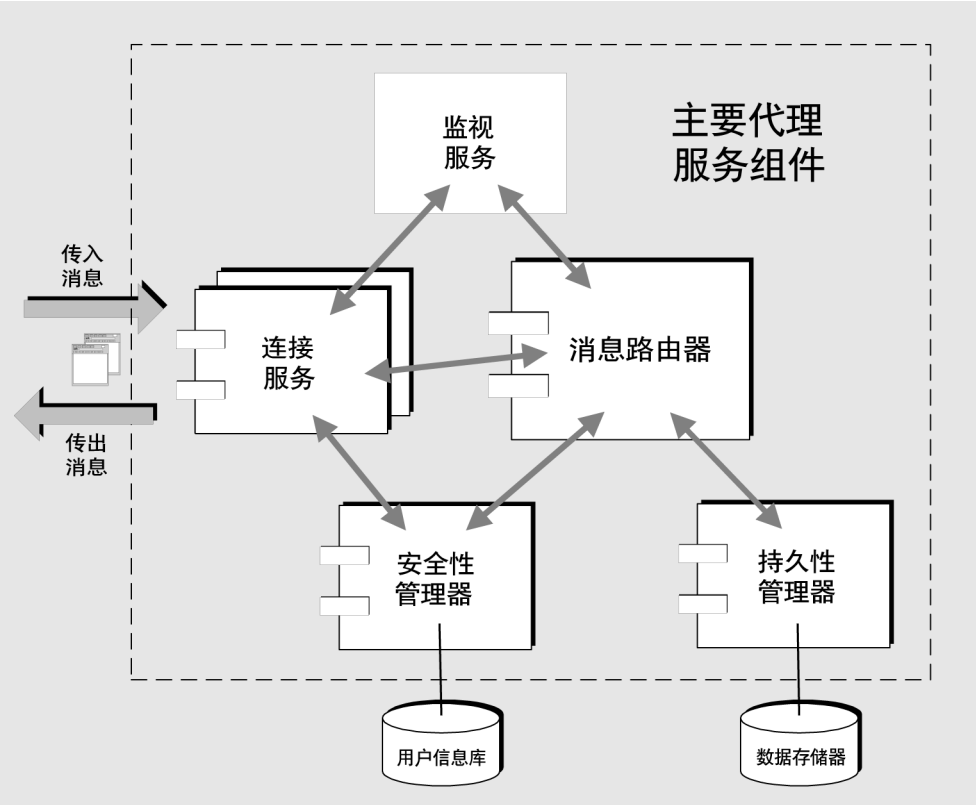 主要代理
服务组件
监视
服务
传入
消息
连接
服务
消息路由器
传出
消息
安全性
管理器
持久性
管理器
用户信息库
数据存储器